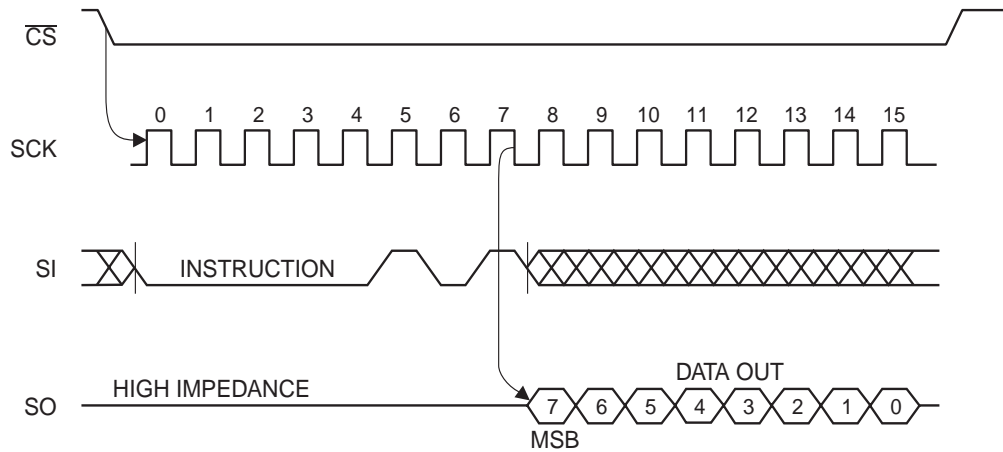 CS
0 1 2 3 4 5 6 7 8 9 10 11 12 13 14 15
SCK
SI INSTRUCTION
HIGH IMPEDANCE DATA OUT
SO 7 6 5 4 3 2 1 0
MSB